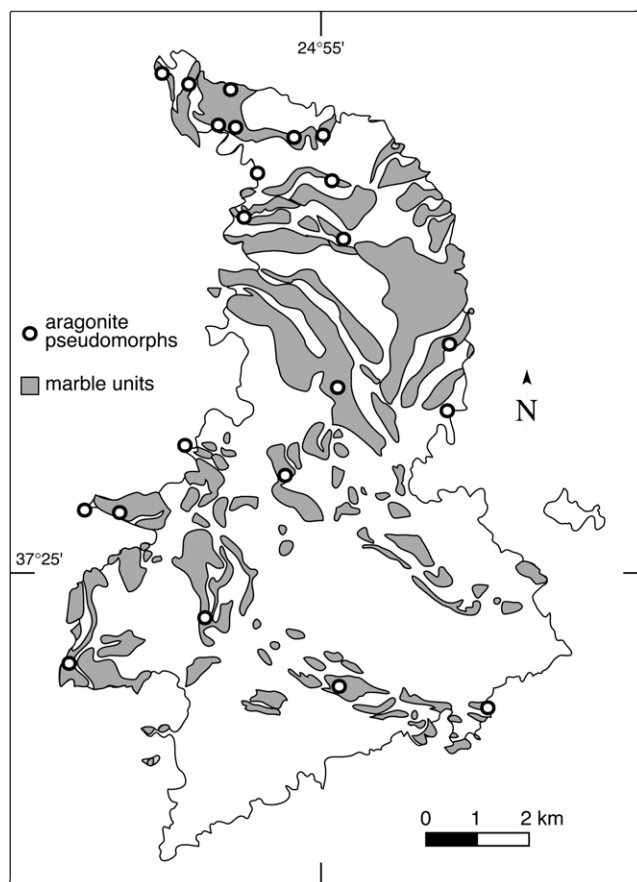 24°55'
aragonite
pseudomorphs
marble units
N
37°25'
0 1 2 km